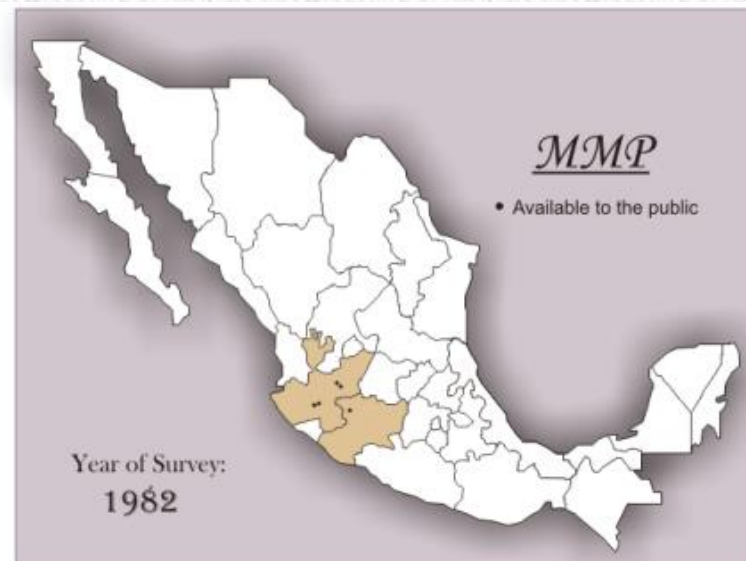 MMP
• Available to the public
Year of Survey:
1982